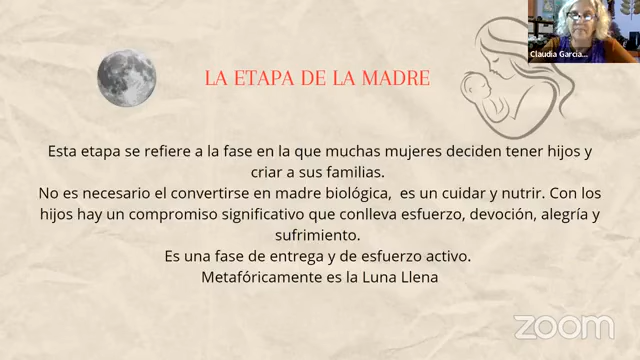 Claudia Garcia...
LA ETAPA DE LA MADRE
Esta etapa se refiere a la fase en la que muchas mujeres deciden tener hijos y
criar a sus familias.
No es necesario el convertirse en madre biológica,  es un cuidar y nutrir. Con los
hijos hay un compromiso significativo que conlleva esfuerzo, devoción, alegría y
sufrimiento.
Es una fase de entrega y de esfuerzo activo.
Metafóricamente es la Luna Llena
zoom